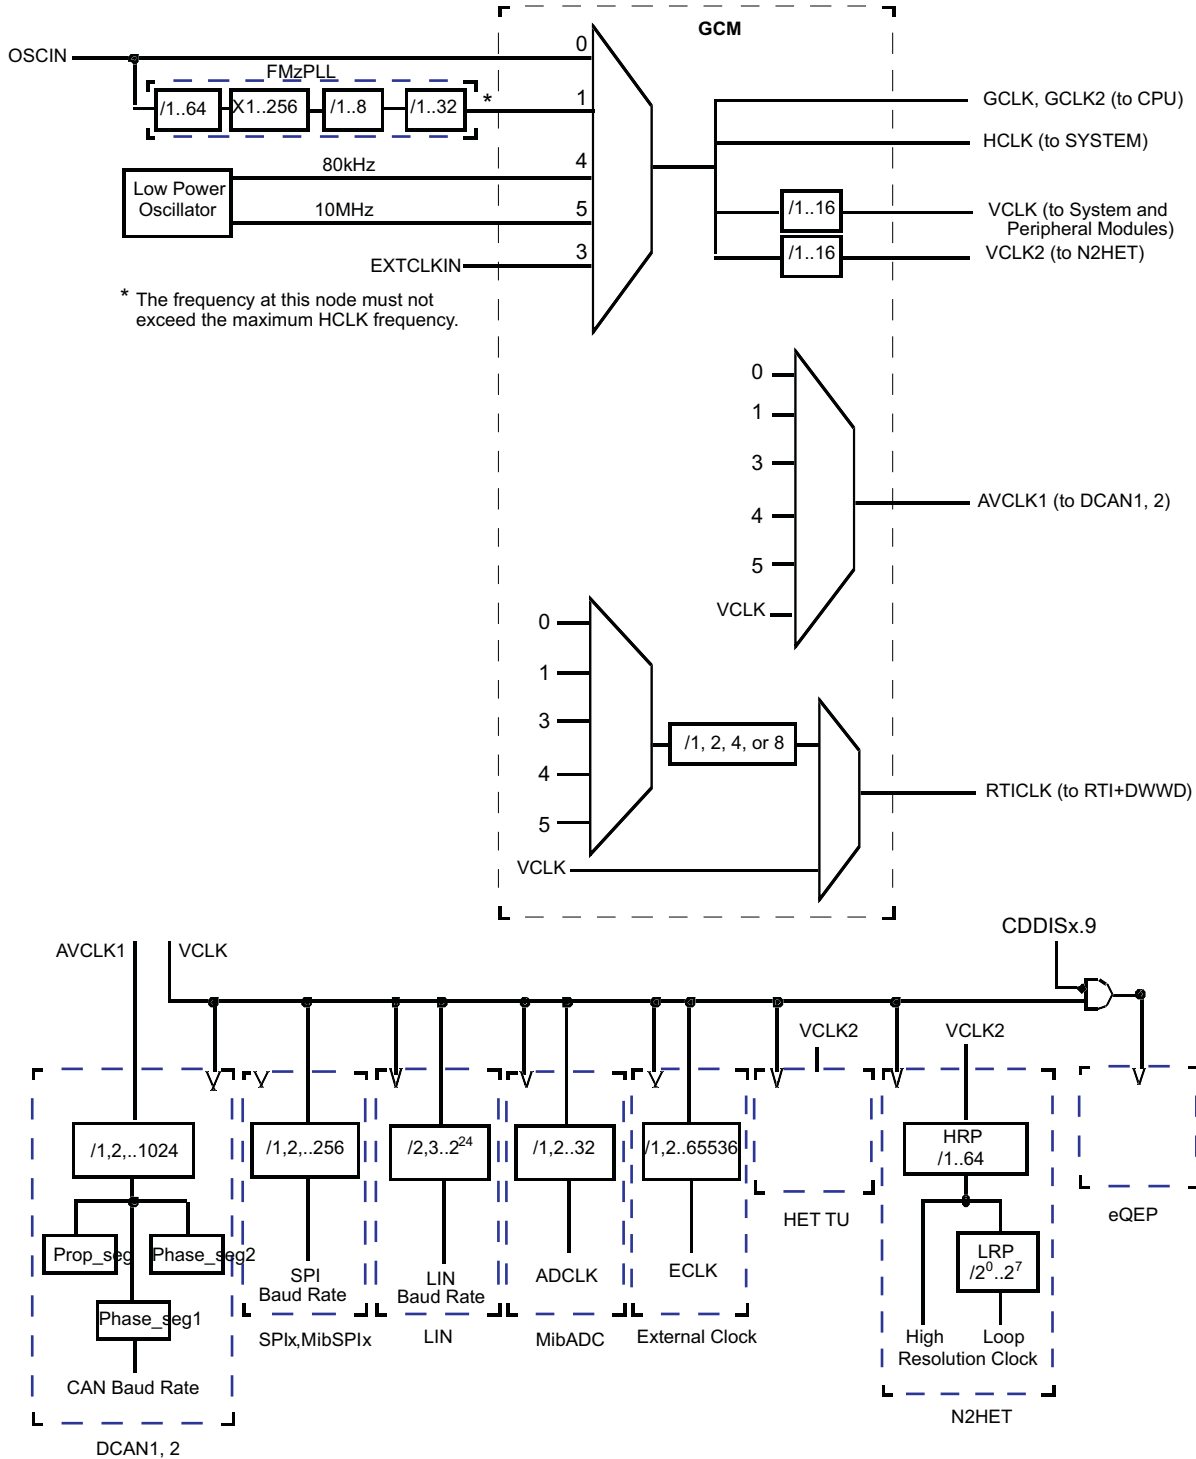 GCM
OSCIN
0
FMzPLL
/1..64
X1..256
/1..8
/1..32
*
1
GCLK, GCLK2 (to CPU)
HCLK (to SYSTEM)
80kHz
4
Low Power
Oscillator
10MHz
5
/1..16
VCLK (to System and
Peripheral Modules)
EXTCLKIN
3
/1..16
VCLK2 (to N2HET)
* The frequency at this node must not
exceed the maximum HCLK frequency.
0
1
3
4
5
VCLK
AVCLK1 (to DCAN1, 2)
0
1
3
4
5
VCLK
/1, 2, 4, or 8
RTICLK (to RTI+DWWD)
CDDISx.9
AVCLK1
VCLK
VCLK2
VCLK2
/1,2,..1024
/1,2,..256
/2,3..2^24
/1,2..32
/1,2..65536
HRP
/1..64
HET TU
eQEP
Prop_seg
Phase_seg2
Phase_seg1
CAN Baud Rate
DCAN1, 2
SPI
Baud Rate
SPIx,MibSPIx
LIN
Baud Rate
LIN
ADCLK
MibADC
ECLK
External Clock
LRP
/2^0..2^7
High
Loop
Resolution Clock
N2HET